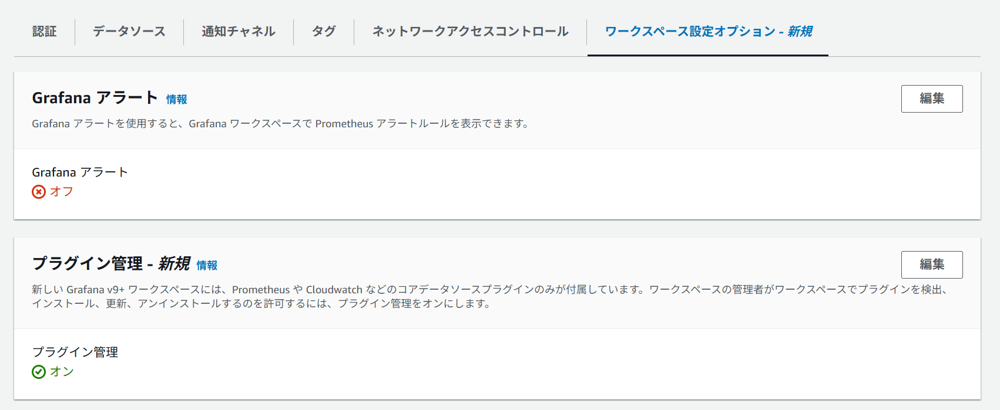 認証 データソース 通知チャネル タグ ネットワークアクセスコントロール ワークスペース設定オプション - 新規
Grafana アラート 情報 編集
Grafana アラートを使用すると、Grafana ワークスペースで Prometheus アラートルールを表示できます。
Grafana アラート
オフ
プラグイン管理 - 新規 情報 編集
新しい Grafana v9+ ワークスペースには、Prometheus や Cloudwatch などのコアデータソースプラグインのみが付属しています。ワークスペースの管理者がワークスペースでプラグインを検出、
インストール、更新、アンインストールするのを許可するには、プラグイン管理をオンにします。
プラグイン管理
オン